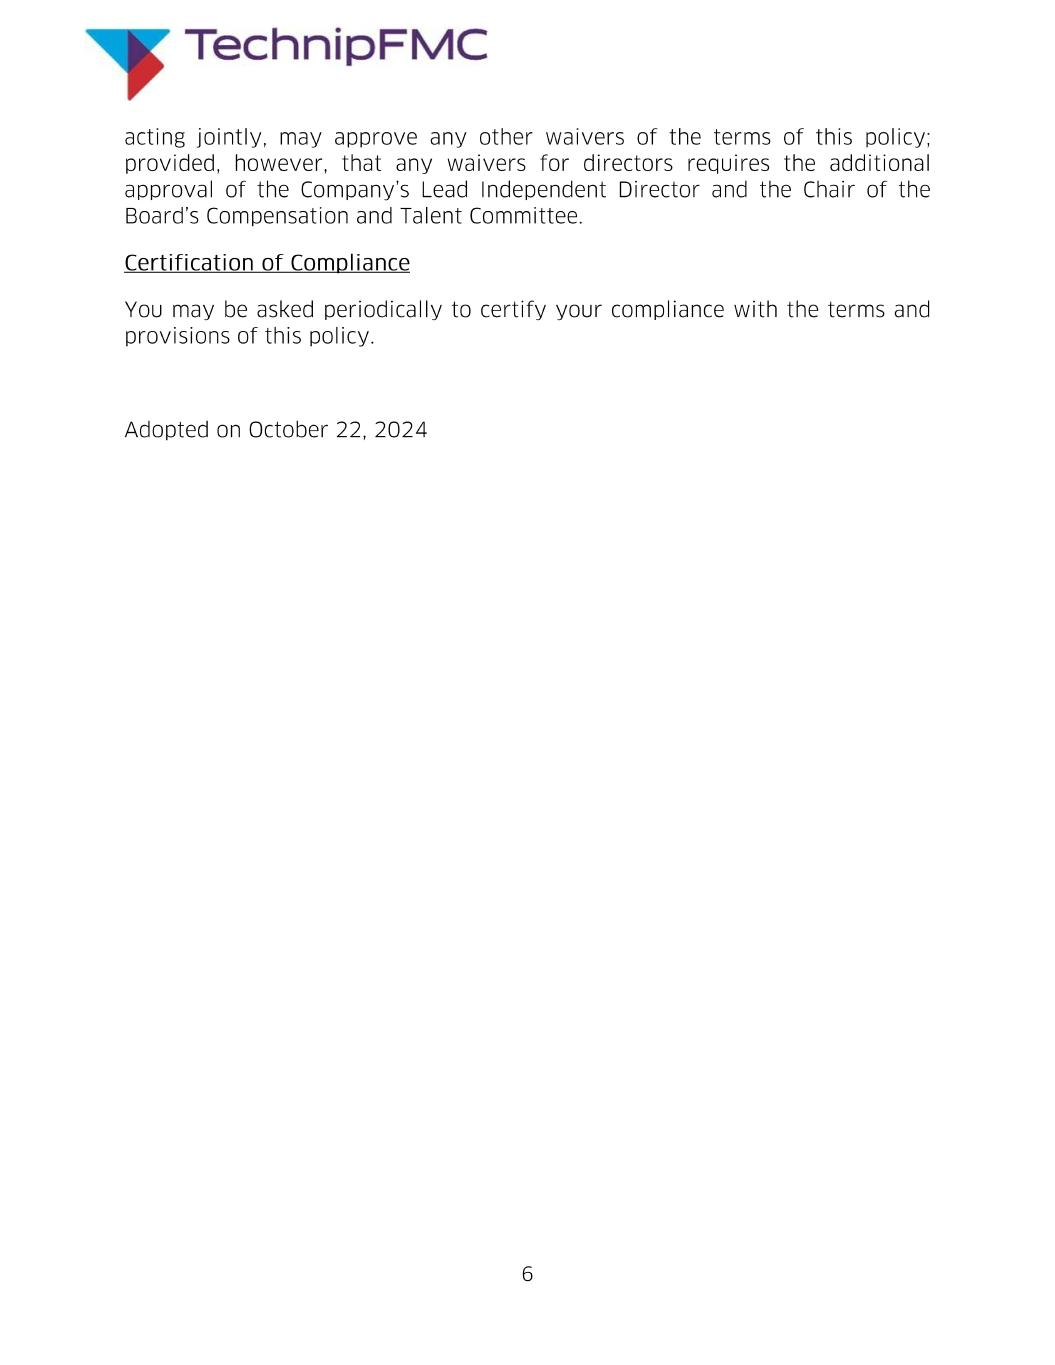 TechnipFMC
acting jointly, may approve any other waivers of the terms of this policy;
provided, however, that any waivers for directors requires the additional
approval of the Company's Lead Independent Director and the Chair of the
Board's Compensation and Talent Committee.
Certification of Compliance
You may be asked periodically to certify your compliance with the terms and
provisions of this policy.
Adopted on October 22, 2024
6